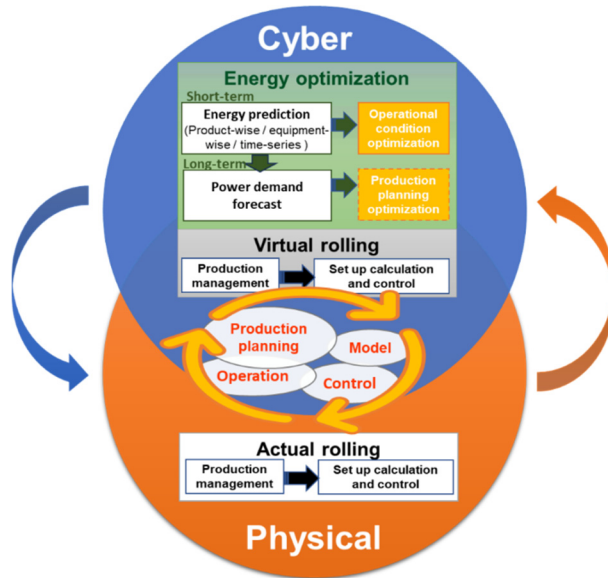 Cyber
Energy optimization
Short-term
Energy prediction
(Product-wise / equipment-
wise / time-series )
Operational
condition
optimization
Long-term
Power demand
forecast
Production
planning
optimization
Virtual rolling
Production
management
Set up calculation
and control
Production
planning
Model
Operation
Control
Actual rolling
Production
management
Set up calculation
and control
Physical